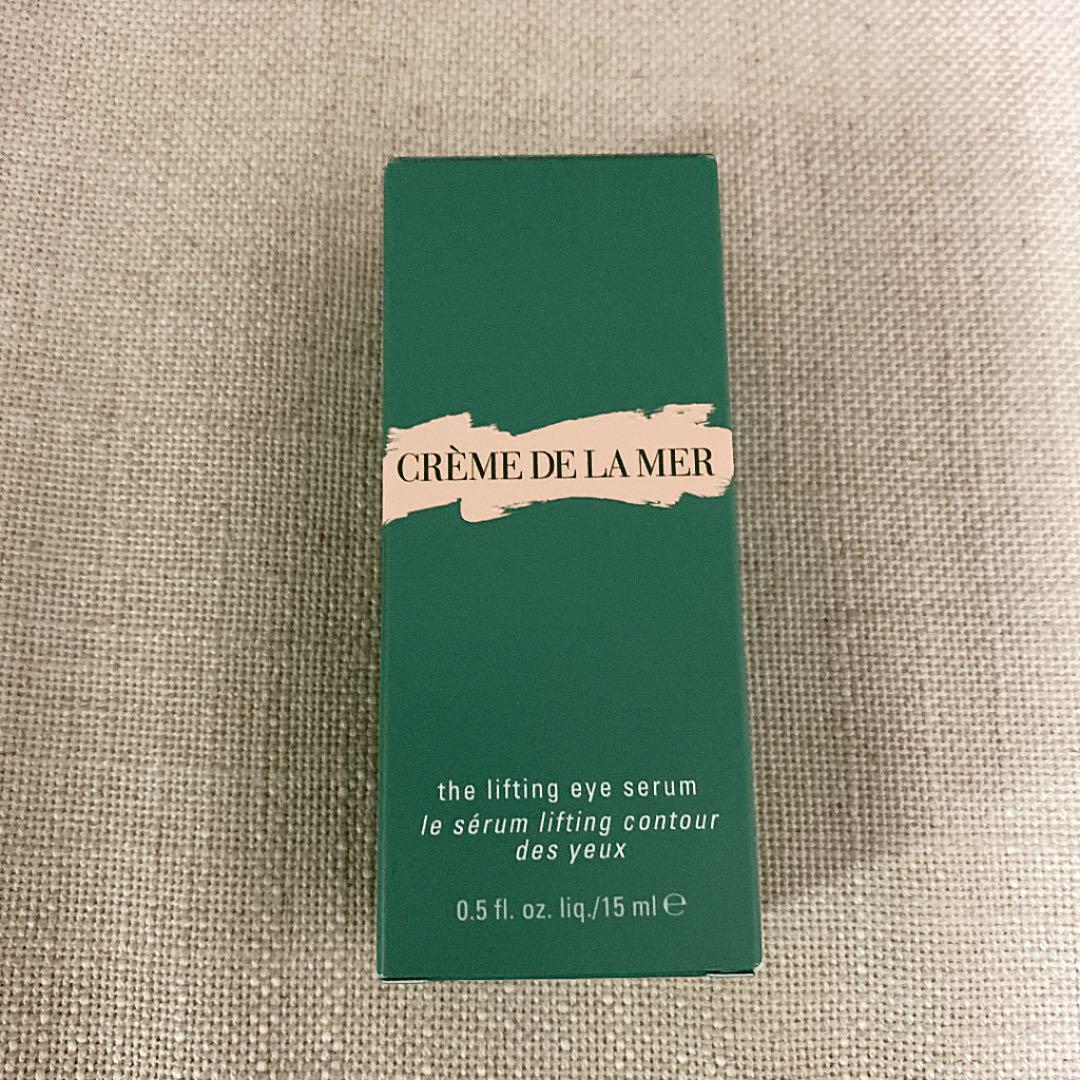 CRÈME DE LA MER
the lifting eye serum
le sérum lifting contour
des yeux
0.5 fl. oz. liq./15 ml ℮